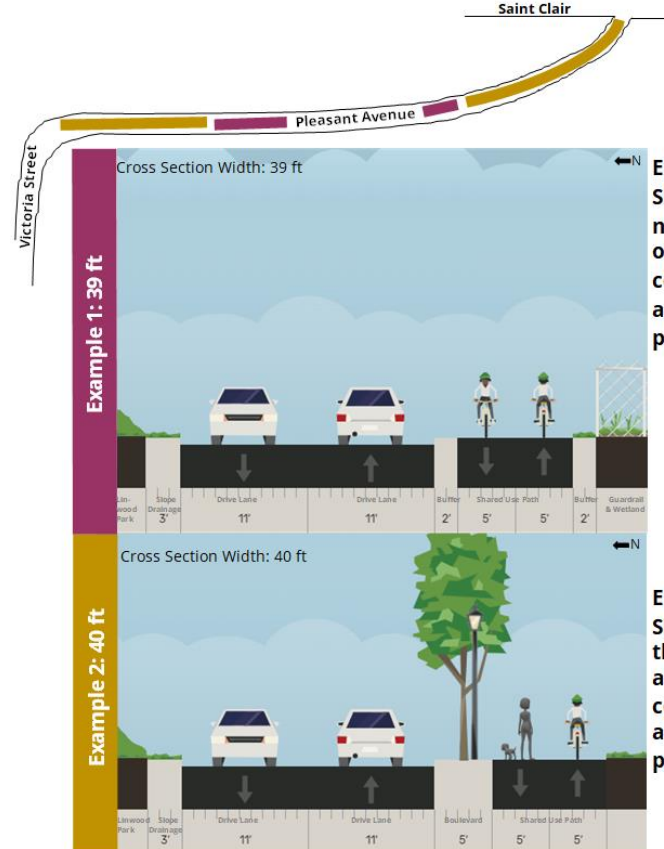 Saint Clair
Pleasant Avenue
Victoria Street
Example 1: 39 ft
Cross Section Width: 39 ft
N
Lin-
wood
Park
Slope
Drainage
3'
Drive Lane
11'
Drive Lane
11'
Buffer
2'
Shared Use Path
5'
5'
Buffer
2'
Guardrail
& Wetland
Example 2: 40 ft
Cross Section Width: 40 ft
N
Linwood
Park
Slope
Drainage
3'
Drive Lane
11'
Drive Lane
11'
Boulevard
5'
Shared Use Path
5'
5'